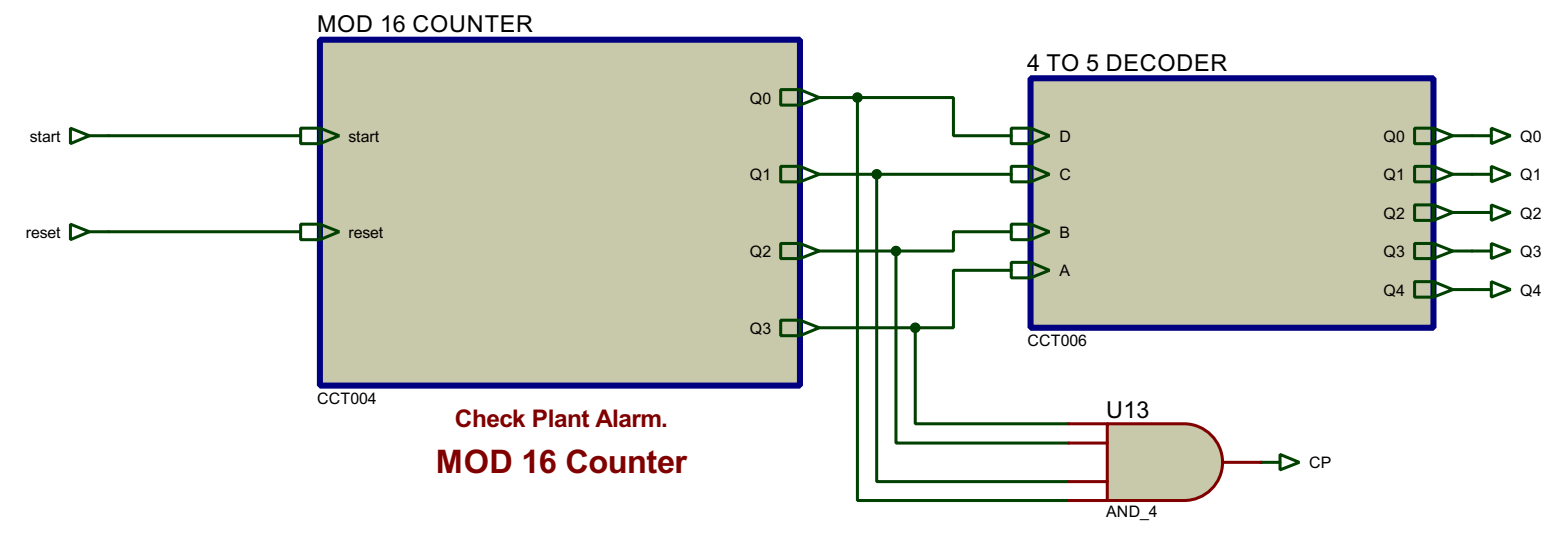 MOD 16 COUNTER
start
start
reset
reset
Q0
Q1
Q2
Q3
CCT004
Check Plant Alarm.
MOD 16 Counter
4 TO 5 DECODER
D
C
B
A
Q0
Q1
Q2
Q3
Q4
Q0
Q1
Q2
Q3
Q4
CCT006
U13
CP
AND_4